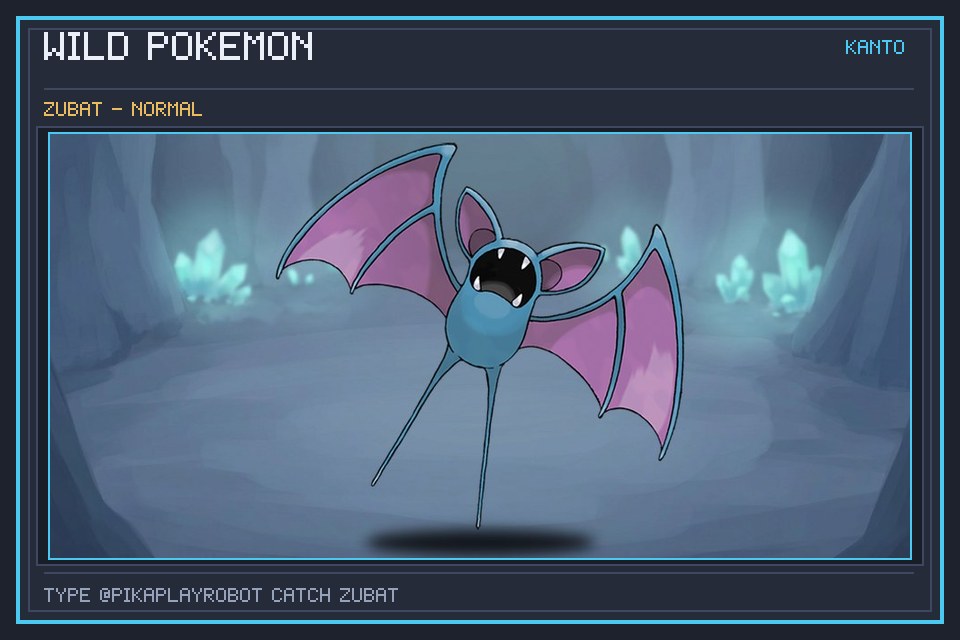 WILD POKEMON
KANTO
ZUBAT - NORMAL
TYPE @PIKAPLAYROBOT CATCH ZUBAT